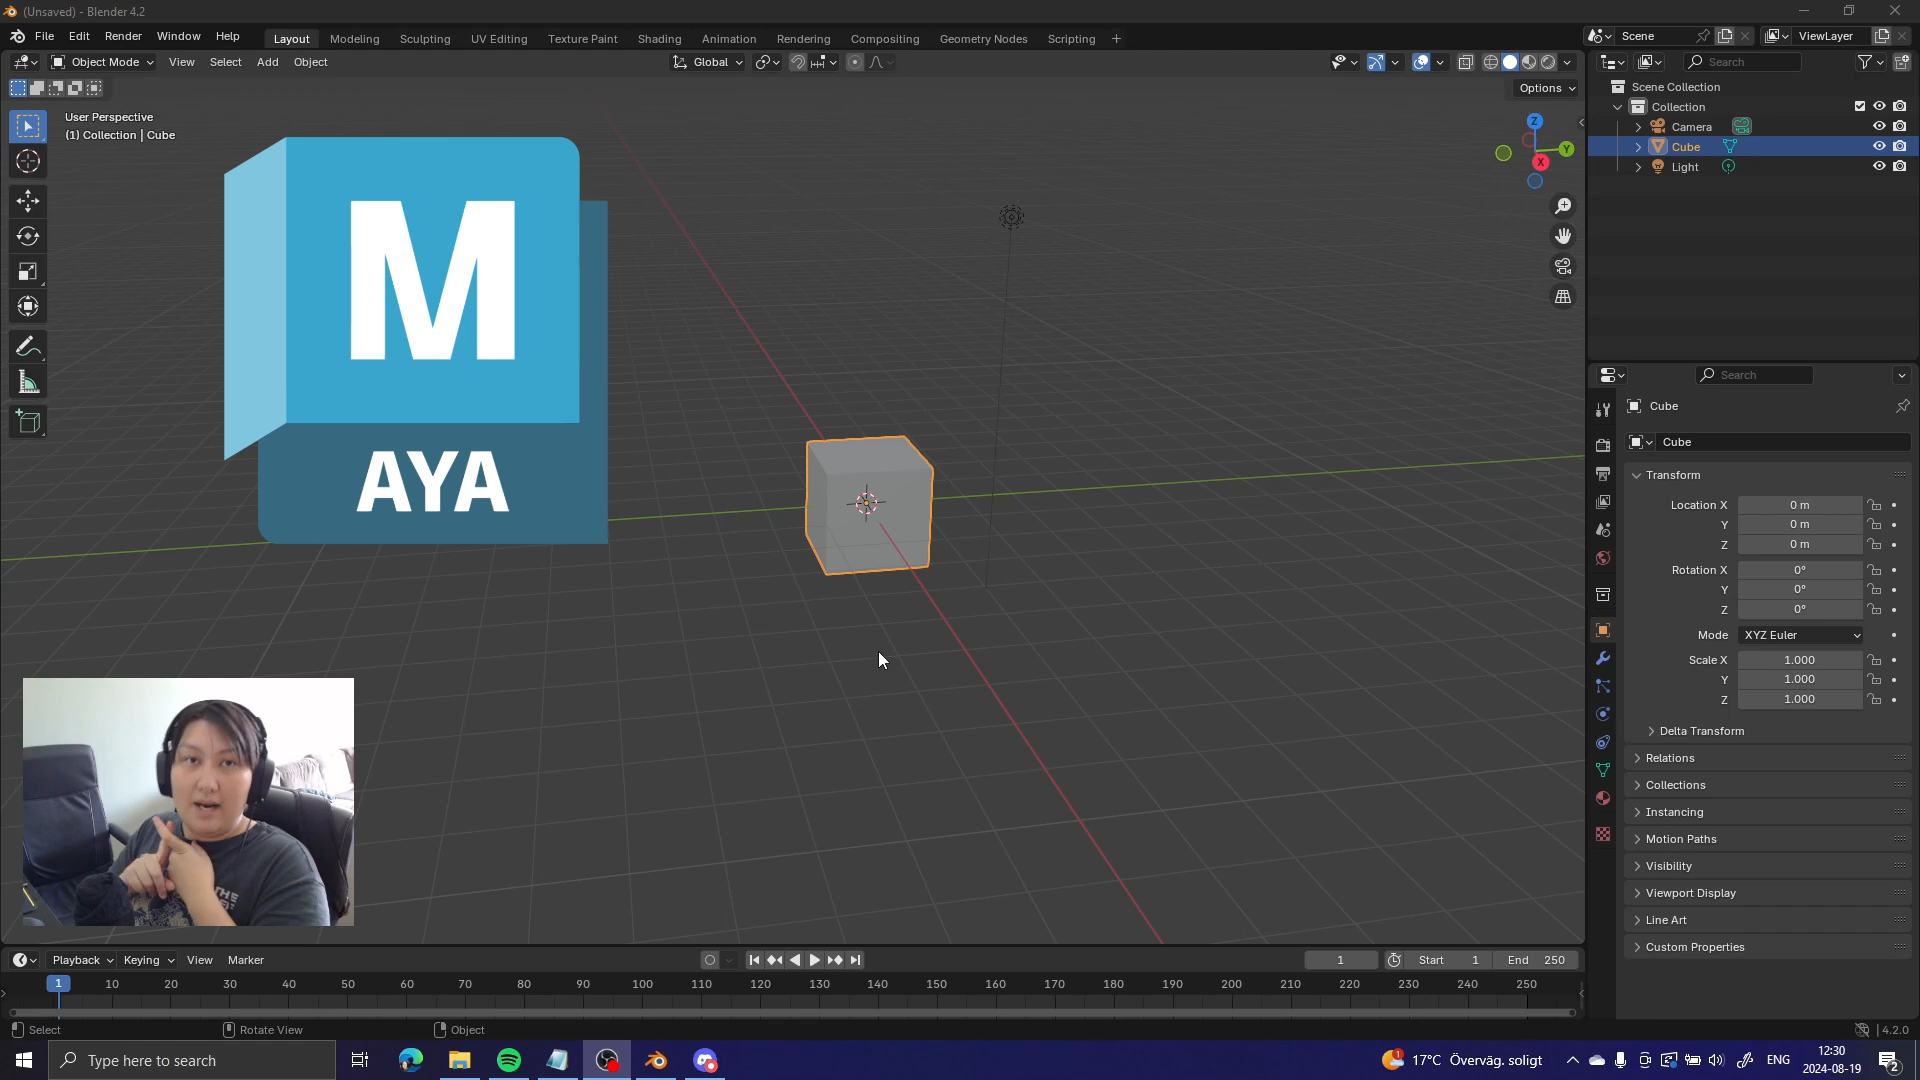 (Unsaved) - Blender 4.2
File Edit Render Window Help Layout Modeling Sculpting UV Editing Texture Paint Shading Animation Rendering Compositing Geometry Nodes Scripting + Scene ViewLayer
Object Mode View Select Add Object Global Search
Options
User Perspective
(1) Collection | Cube
Z
Y
X
M
AYA
Scene Collection
Collection
Camera
Cube
Light
Search
Cube
Cube
Transform
Location X 0 m
Y 0 m
Z 0 m
Rotation X 0°
Y 0°
Z 0°
Mode XYZ Euler
Scale X 1.000
Y 1.000
Z 1.000
Delta Transform
Relations
Collections
Instancing
Motion Paths
Visibility
Viewport Display
Line Art
Custom Properties
THE
Playback Keying View Marker 1 Start 1 End 250
1 10 20 30 40 50 60 70 80 90 100 110 120 130 140 150 160 170 180 190 200 210 220 230 240 250
Select Rotate View Object 4.2.0
Type here to search 1 17°C Överväg. soligt ENG 12:30
2024-08-19 2